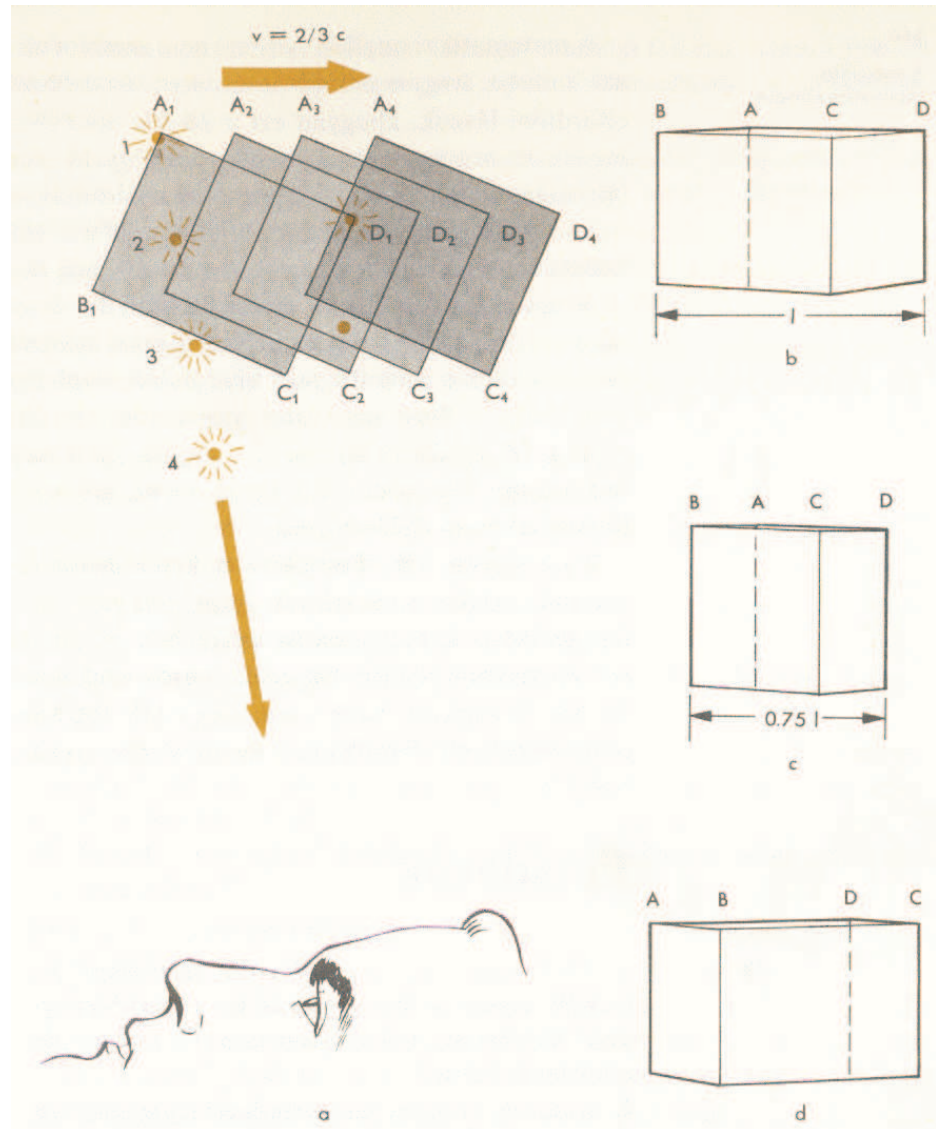 v = 2/3 c
A₁ A₂ A₃ A₄
1
2
D₁ D₂ D₃ D₄
B₁
3
C₁ C₂ C₃ C₄
4
a
B A C D
l
b
B A C D
0.75 l
c
A B D C
d